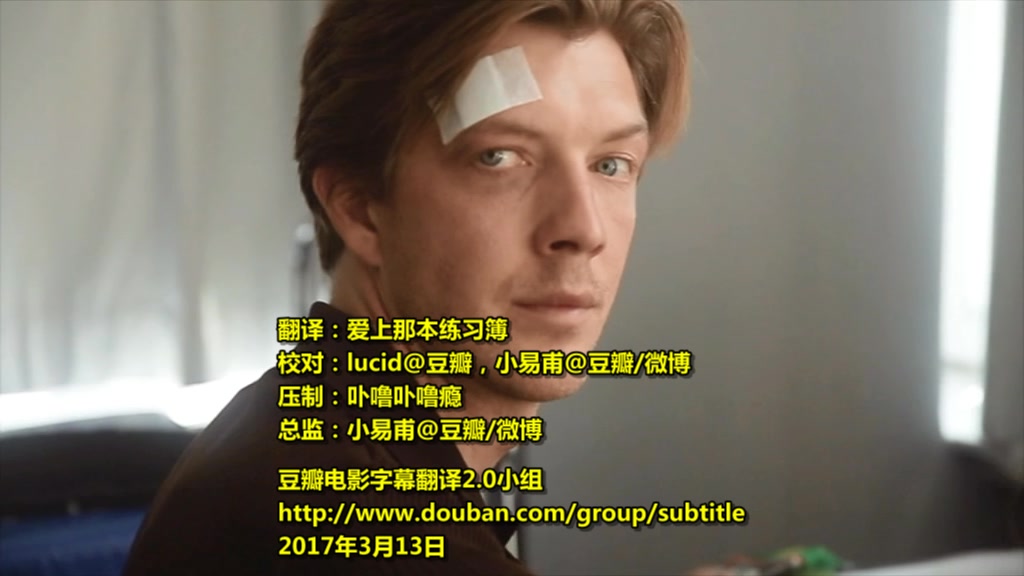 翻译：爱上那本练习簿
校对：lucid@豆瓣，小易甫@豆瓣/微博
压制：卟噜卟噜瘾
总监：小易甫@豆瓣/微博
豆瓣电影字幕翻译2.0小组
http://www.douban.com/group/subtitle
2017年3月13日